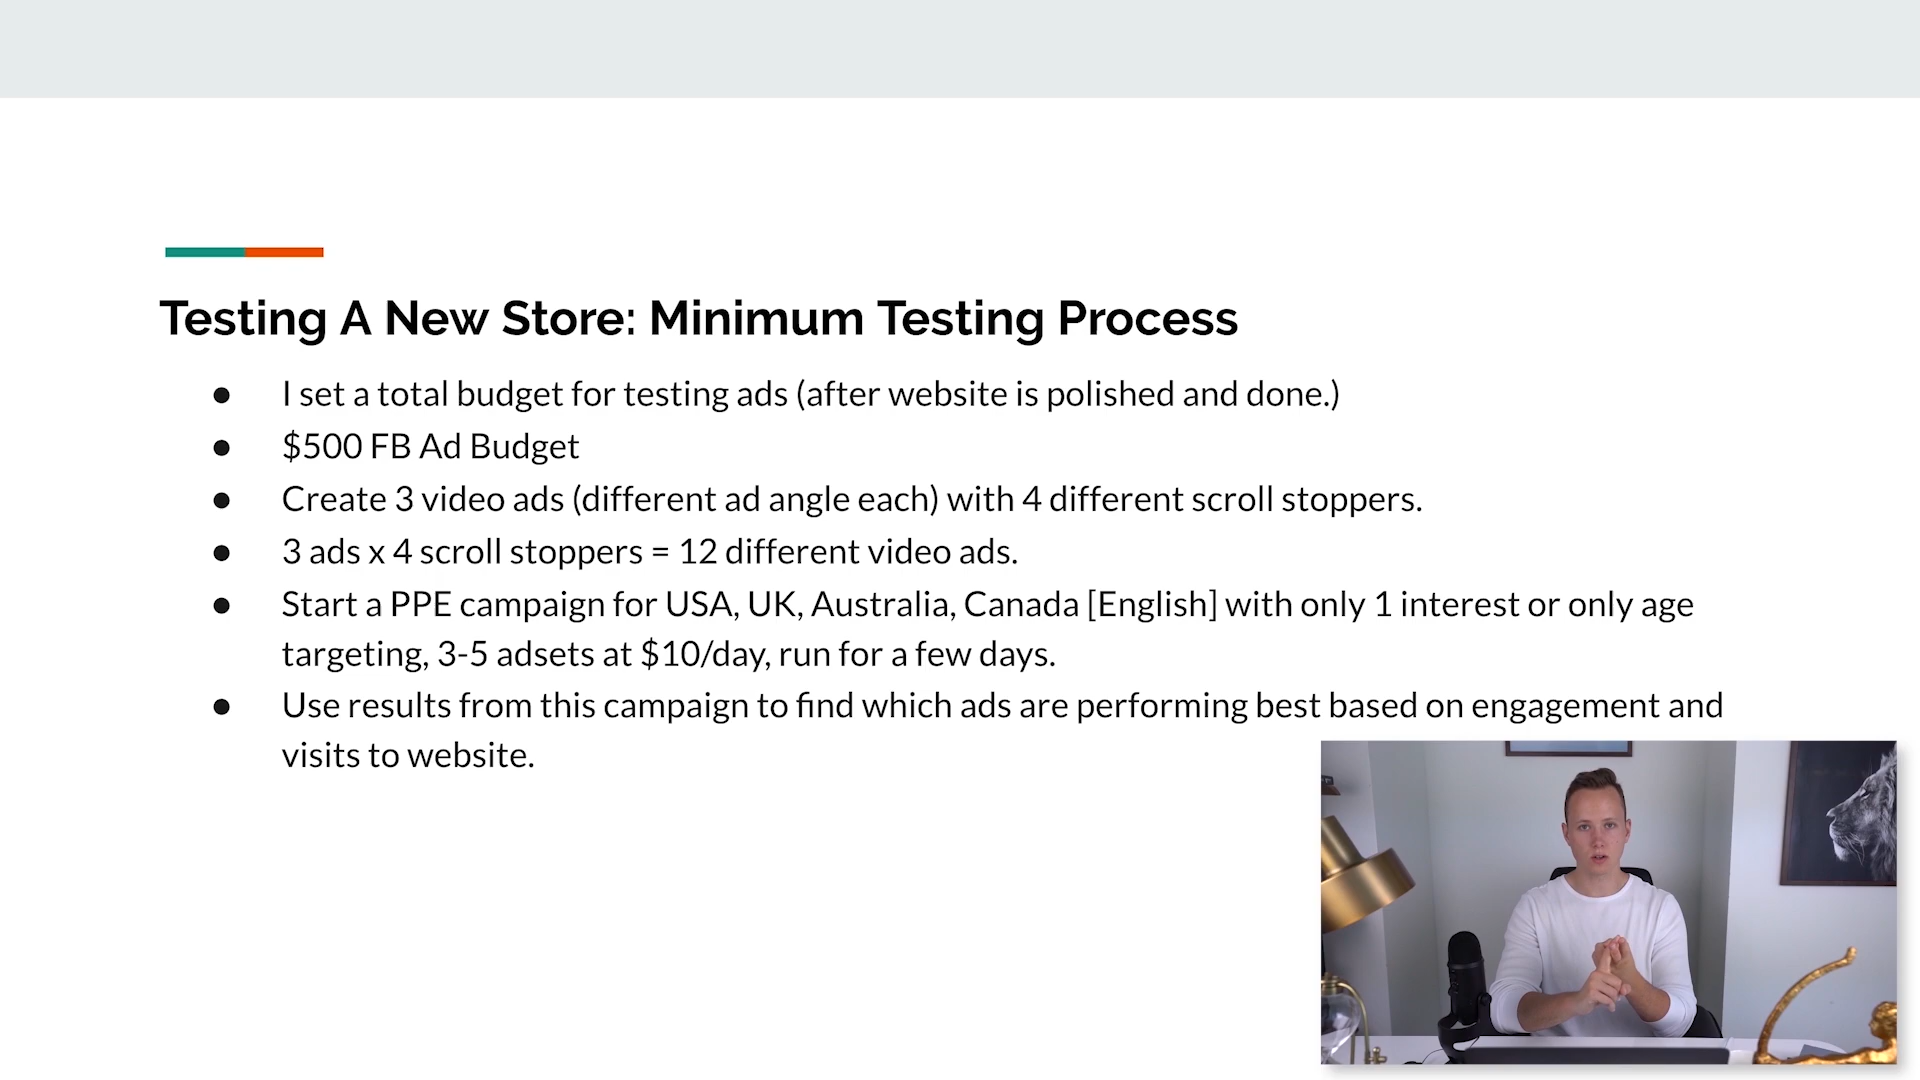 Testing A New Store: Minimum Testing Process
● I set a total budget for testing ads (after website is polished and done.)
● $500 FB Ad Budget
● Create 3 video ads (different ad angle each) with 4 different scroll stoppers.
● 3 ads x 4 scroll stoppers = 12 different video ads.
● Start a PPE campaign for USA, UK, Australia, Canada [English] with only 1 interest or only age
targeting, 3-5 adsets at $10/day, run for a few days.
● Use results from this campaign to find which ads are performing best based on engagement and
visits to website.